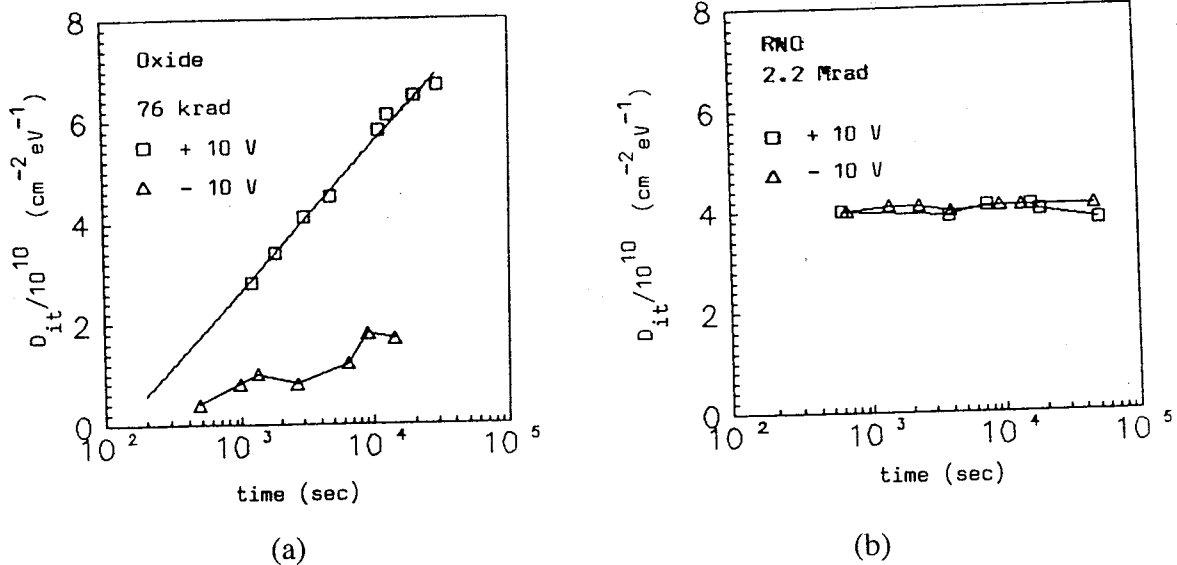 8
6
4
2
0
D_it/10^10 (cm^-2 eV^-1)
Oxide
76 krad
□ + 10 V
△ - 10 V
10^2 10^3 10^4 10^5
time (sec)
(a)
8
6
4
2
0
D_it/10^10 (cm^-2 eV^-1)
RNO
2.2 Mrad
□ + 10 V
△ - 10 V
10^2 10^3 10^4 10^5
time (sec)
(b)